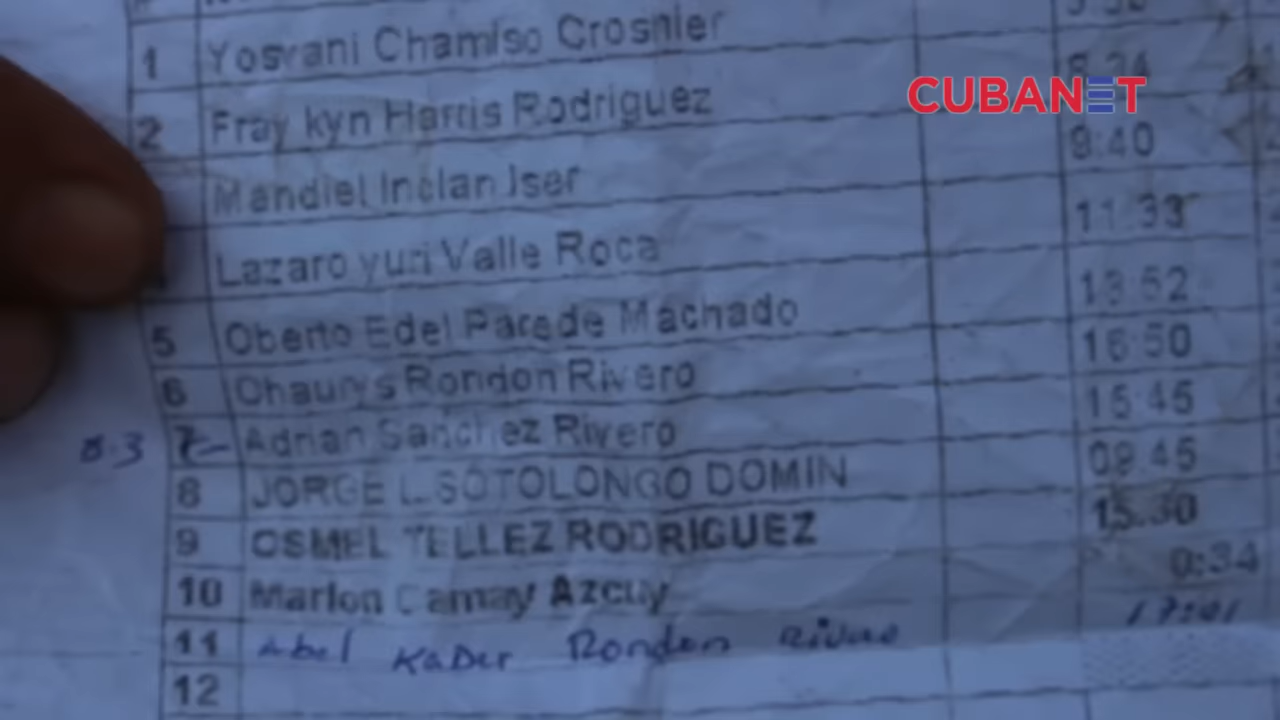 CUBANET
1 Yosvani Chamiso Crosnier
2 Fray kyn Harris Rodriguez 8:40
Mandiel Inclan Iser 11:33
Lazaro yuri Valle Roca 13:52
5 Oberto Edel Parede Machado 16:50
6 Chaunys Rondon Rivero 15:45
8.3 7 Adrian Sanchez Rivero 09:45
8 JORGE L.SOTOLONGO DOMIN 15:30
9 OSMEL TELLEZ RODRIGUEZ 0:34
10 Marlon Camay Azcuy
11 Abel Kader Rondon
12